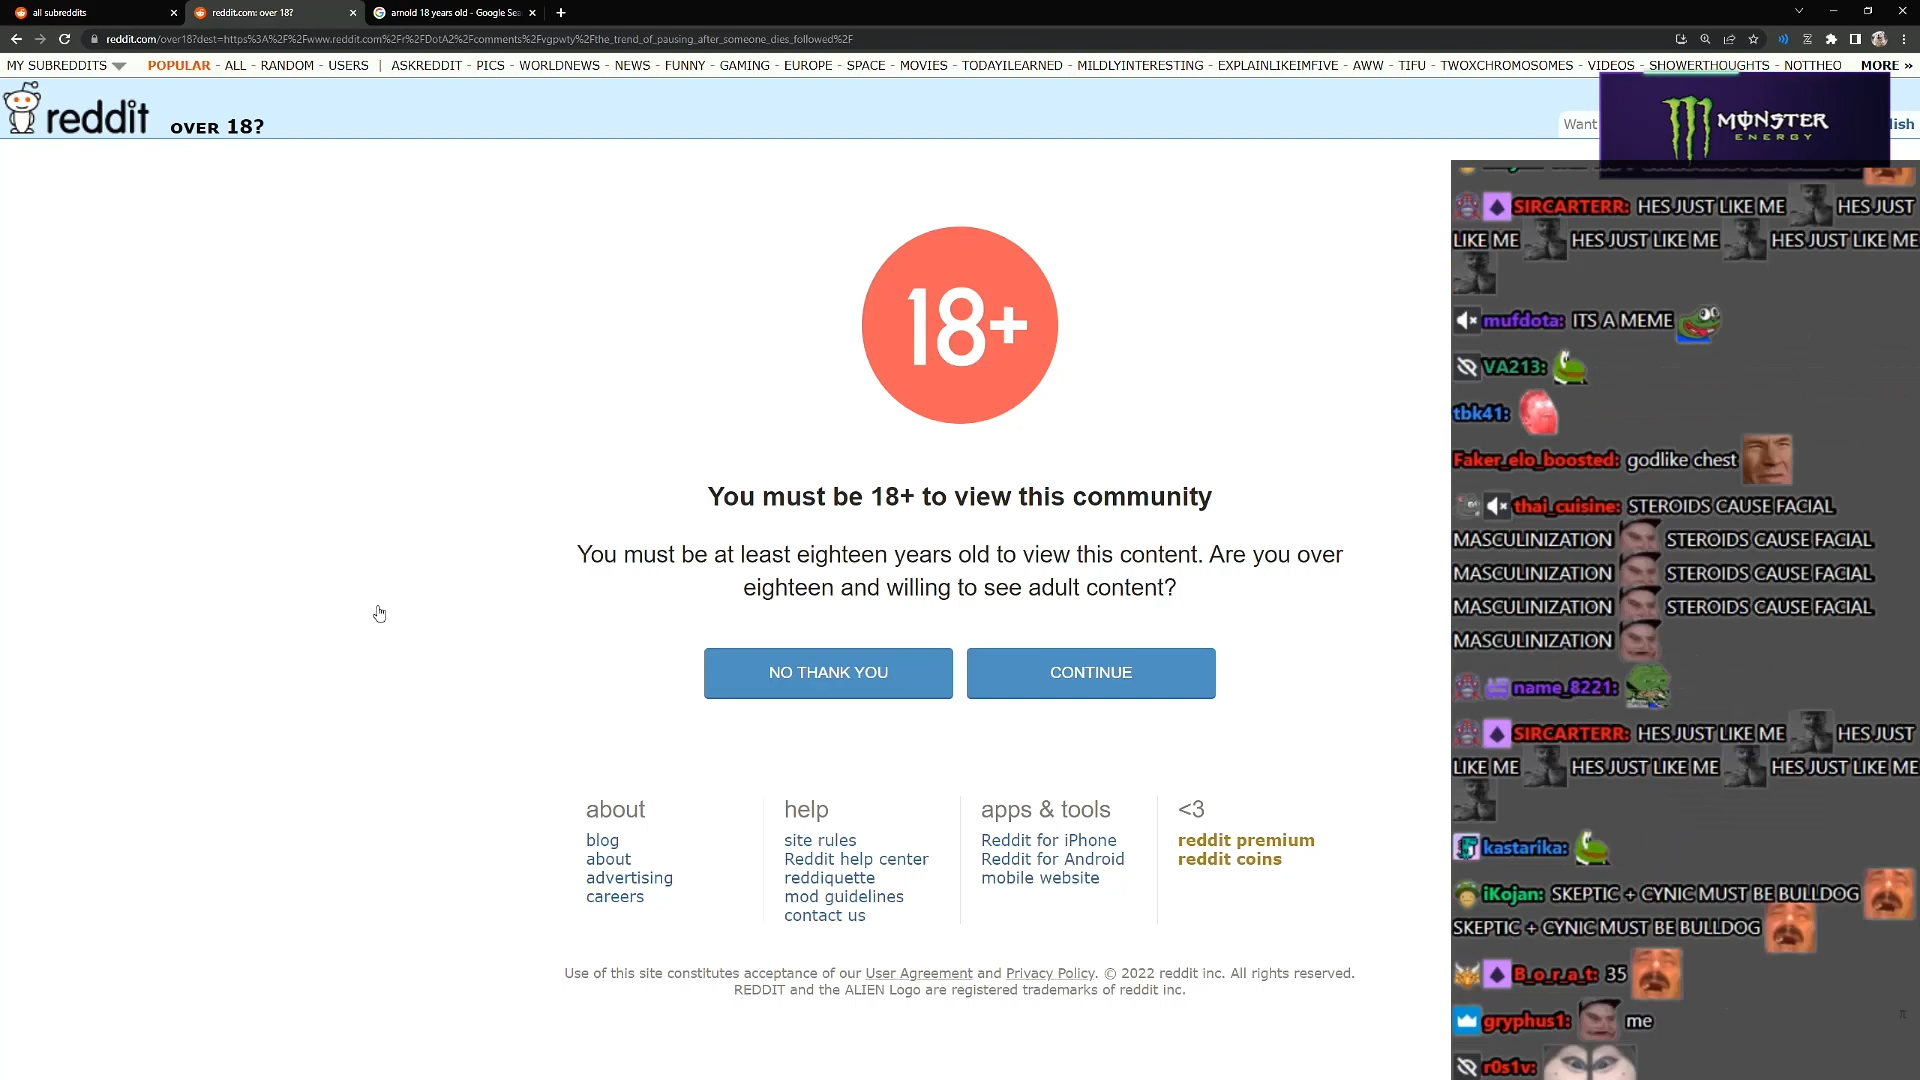 all subreddits
reddit.com: over 18?
arnold 18 years old - Google Sea
reddit.com/over18?dest=https%3A%2F%2Fwww.reddit.com%2Fr%2FDotA2%2Fcomments%2Fvgpwty%2Fthe_trend_of_pausing_after_someone_dies_followed%2F
MY SUBREDDITS POPULAR - ALL - RANDOM - USERS | ASKREDDIT - PICS - WORLDNEWS - NEWS - FUNNY - GAMING - EUROPE - SPACE - MOVIES - TODAYILEARNED - MILDLYINTERESTING - EXPLAINLIKEIMFIVE - AWW - TIFU - TWOXCHROMOSOMES - VIDEOS - SHOWERTHOUGHTS - NOTTHEO MORE »
reddit OVER 18?
Want
lish
MONSTER
ENERGY
18+
You must be 18+ to view this community
You must be at least eighteen years old to view this content. Are you over
eighteen and willing to see adult content?
NO THANK YOU
CONTINUE
about
blog
about
advertising
careers
help
site rules
Reddit help center
reddiquette
mod guidelines
contact us
apps & tools
Reddit for iPhone
Reddit for Android
mobile website
<3
reddit premium
reddit coins
Use of this site constitutes acceptance of our User Agreement and Privacy Policy. © 2022 reddit inc. All rights reserved.
REDDIT and the ALIEN Logo are registered trademarks of reddit inc.
π
SIRCARTERR: HES JUST LIKE ME HES JUST
LIKE ME HES JUST LIKE ME HES JUST LIKE ME
mufdota: ITS A MEME
VA213:
tbk41:
Faker_elo_boosted: godlike chest
thai_cuisine: STEROIDS CAUSE FACIAL
MASCULINIZATION STEROIDS CAUSE FACIAL
MASCULINIZATION STEROIDS CAUSE FACIAL
MASCULINIZATION STEROIDS CAUSE FACIAL
MASCULINIZATION
name_8221:
SIRCARTERR: HES JUST LIKE ME HES JUST
LIKE ME HES JUST LIKE ME HES JUST LIKE ME
kastarika:
iKojan: SKEPTIC + CYNIC MUST BE BULLDOG
SKEPTIC + CYNIC MUST BE BULLDOG
B_o_r_a_t: 35
gryphus1: me
r0s1v: